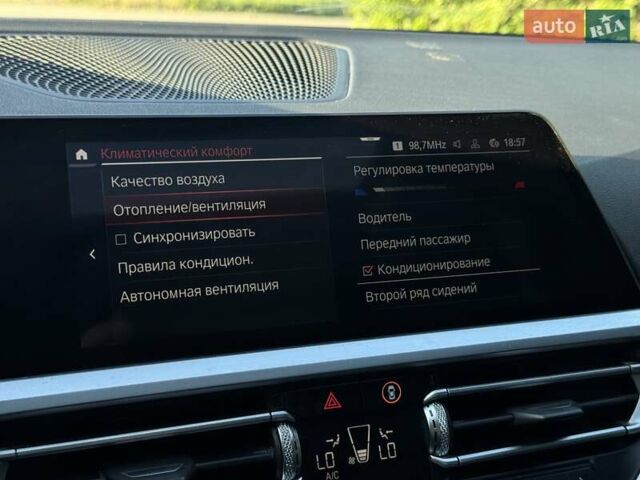 auto RIA
Климатический комфорт
1 98,7MHz 18:57
Качество воздуха
Отопление/вентиляция
Синхронизировать
Правила кондицион.
Автономная вентиляция
Регулировка температуры
Водитель
Передний пассажир
Кондиционирование
Второй ряд сидений
LO LO
A/C